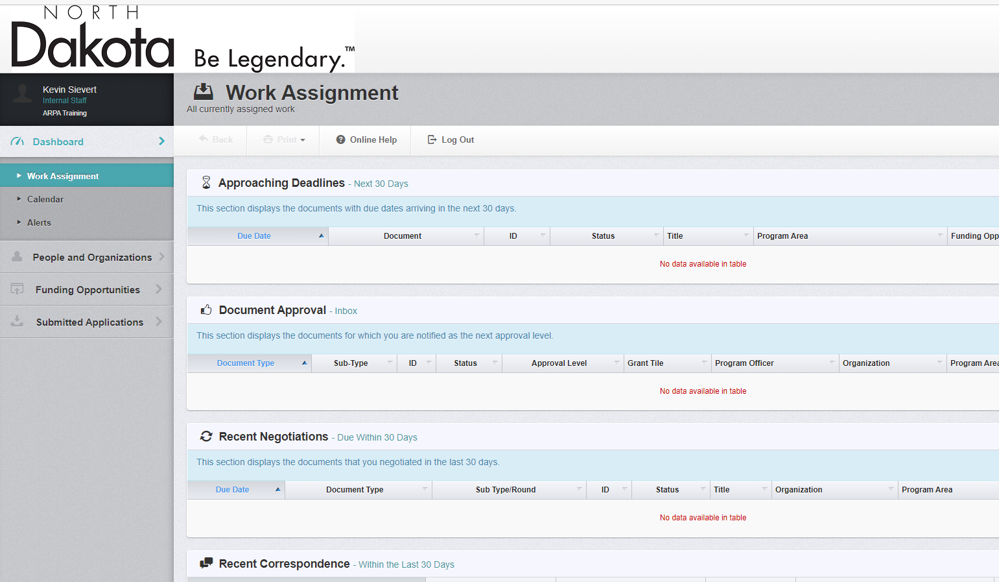 NORTH
Dakota Be Legendary.™
Kevin Sievert
Internal Staff
ARPA Training
Dashboard
Work Assignment
Calendar
Alerts
People and Organizations
Funding Opportunities
Submitted Applications
Work Assignment
All currently assigned work
Back Print Online Help Log Out
Approaching Deadlines - Next 30 Days
This section displays the documents with due dates arriving in the next 30 days.
Due Date Document ID Status Title Program Area Funding Opp
No data available in table
Document Approval - Inbox
This section displays the documents for which you are notified as the next approval level.
Document Type Sub-Type ID Status Approval Level Grant Tile Program Officer Organization Program Area
No data available in table
Recent Negotiations - Due Within 30 Days
This section displays the documents that you negotiated in the last 30 days.
Due Date Document Type Sub Type/Round ID Status Title Organization Program Area
No data available in table
Recent Correspondence - Within the Last 30 Days